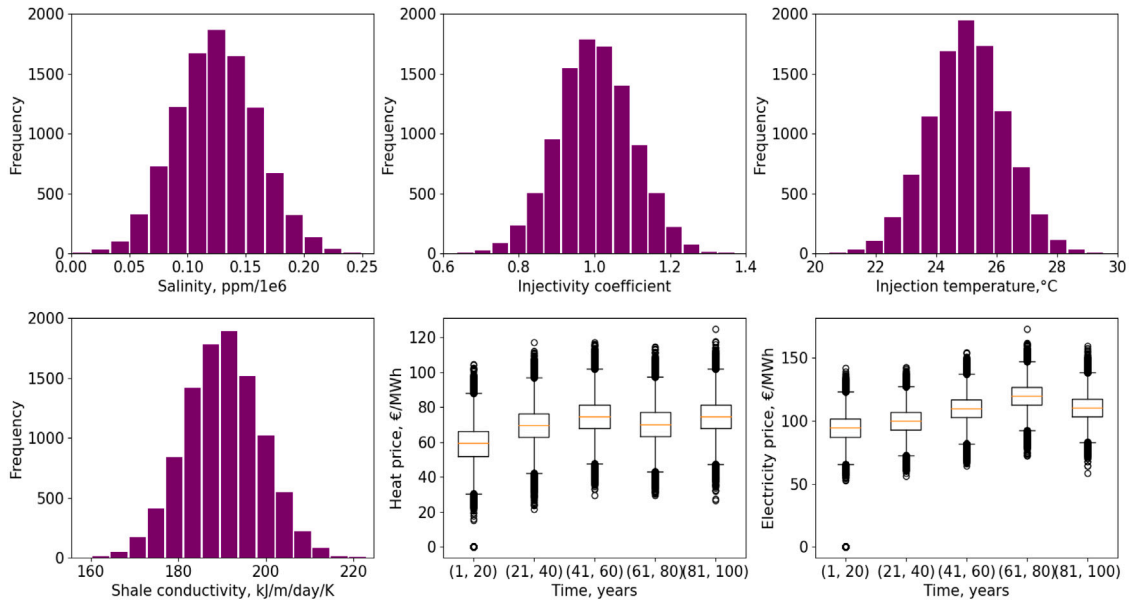 2000
1500
1000
500
0
Frequency
0.00 0.05 0.10 0.15 0.20 0.25
Salinity, ppm/1e6
2000
1500
1000
500
0
Frequency
0.6 0.8 1.0 1.2 1.4
Injectivity coefficient
2000
1500
1000
500
0
Frequency
20 22 24 26 28 30
Injection temperature,°C
2000
1500
1000
500
0
Frequency
160 180 200 220
Shale conductivity, kJ/m/day/K
120
100
80
60
40
20
0
Heat price, €/MWh
(1, 20) (21, 40) (41, 60) (61, 80) (81, 100)
Time, years
150
100
50
0
Electricity price, €/MWh
(1, 20) (21, 40) (41, 60) (61, 80) (81, 100)
Time, years